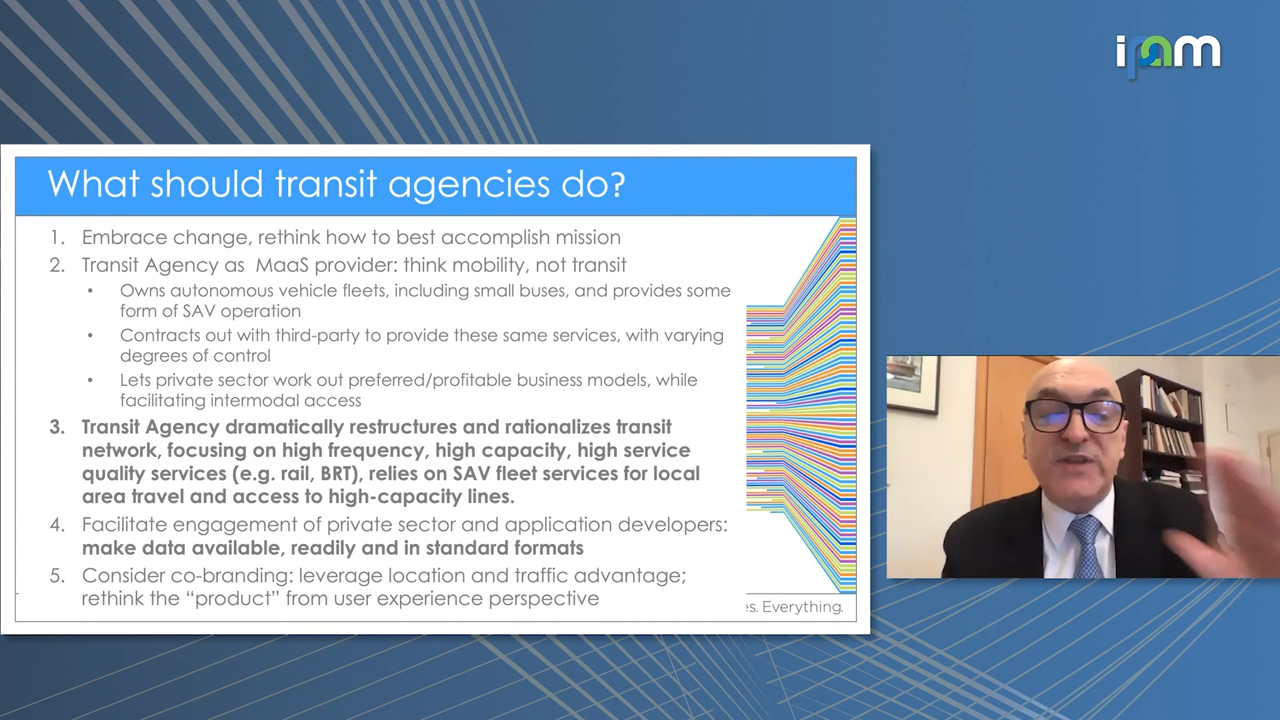 ipam
What should transit agencies do?
1. Embrace change, rethink how to best accomplish mission
2. Transit Agency as MaaS provider: think mobility, not transit
• Owns autonomous vehicle fleets, including small buses, and provides some
form of SAV operation
• Contracts out with third-party to provide these same services, with varying
degrees of control
• Lets private sector work out preferred/profitable business models, while
facilitating intermodal access
3. Transit Agency dramatically restructures and rationalizes transit
network, focusing on high frequency, high capacity, high service
quality services (e.g. rail, BRT), relies on SAV fleet services for local
area travel and access to high-capacity lines.
4. Facilitate engagement of private sector and application developers:
make data available, readily and in standard formats
5. Consider co-branding: leverage location and traffic advantage;
rethink the “product” from user experience perspective
es. Everything.